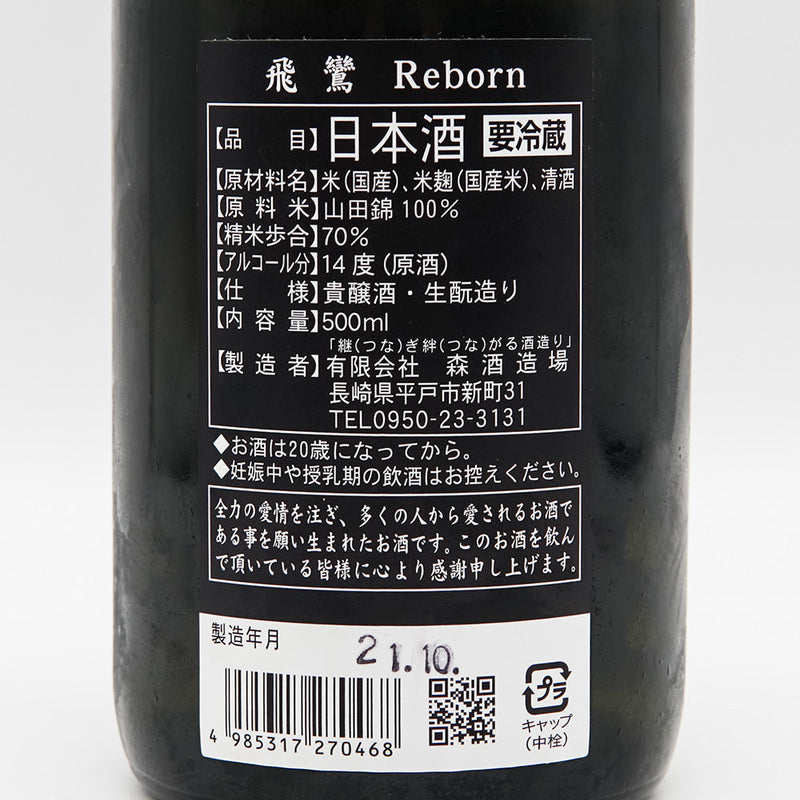 飛鸞 Reborn
【品目】日本酒 要冷蔵
【原材料名】米(国産)、米麹(国産米)、清酒
【原料米】山田錦 100%
【精米歩合】70%
【アルコール分】14度(原酒)
【仕様】貴醸酒・生酛造り
【内容量】500ml
「継(つな)ぎ絆(つな)がる酒造り」
【製造者】有限会社 森酒造場
長崎県平戸市新町31
TEL0950-23-3131
◆お酒は20歳になってから。
◆妊娠中や授乳期の飲酒はお控えください。
全力の愛情を注ぎ、多くの人から愛されるお酒で
ある事を願い生まれたお酒です。このお酒を飲ん
で頂いている皆様に心より感謝申し上げます。
製造年月
21.10.
4 985317 270468
プラ
キャップ
(中栓)